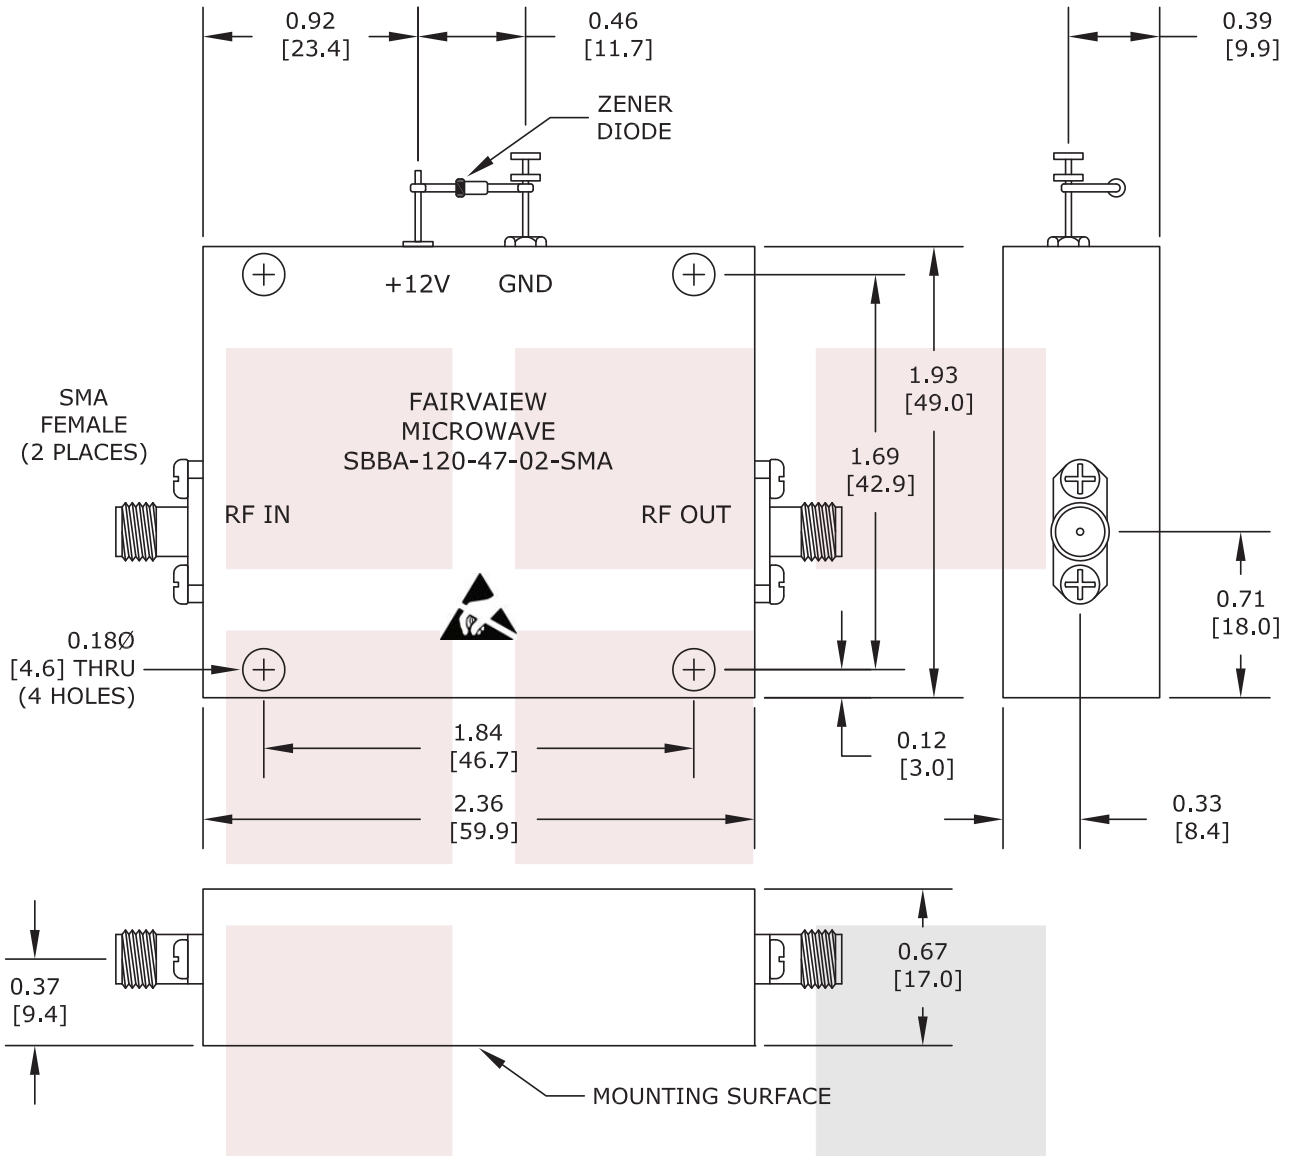 0.92
[23.4]
0.46
[11.7]
0.39
[9.9]
ZENER
DIODE
+12V
GND
SMA
FEMALE
(2 PLACES)
FAIRVAIEW
MICROWAVE
SBBA-120-47-02-SMA
1.93
[49.0]
1.69
[42.9]
RF IN
RF OUT
0.71
[18.0]
0.18Ø
[4.6] THRU
(4 HOLES)
1.84
[46.7]
0.12
[3.0]
2.36
[59.9]
0.33
[8.4]
0.37
[9.4]
0.67
[17.0]
MOUNTING SURFACE